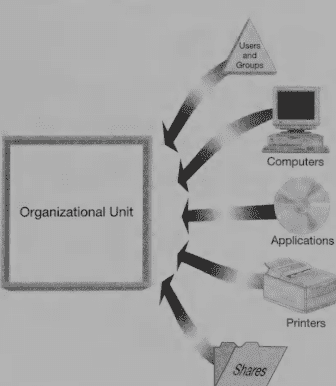 Users
and
Groups
Computers
Organizational Unit
Applications
Printers
Shares